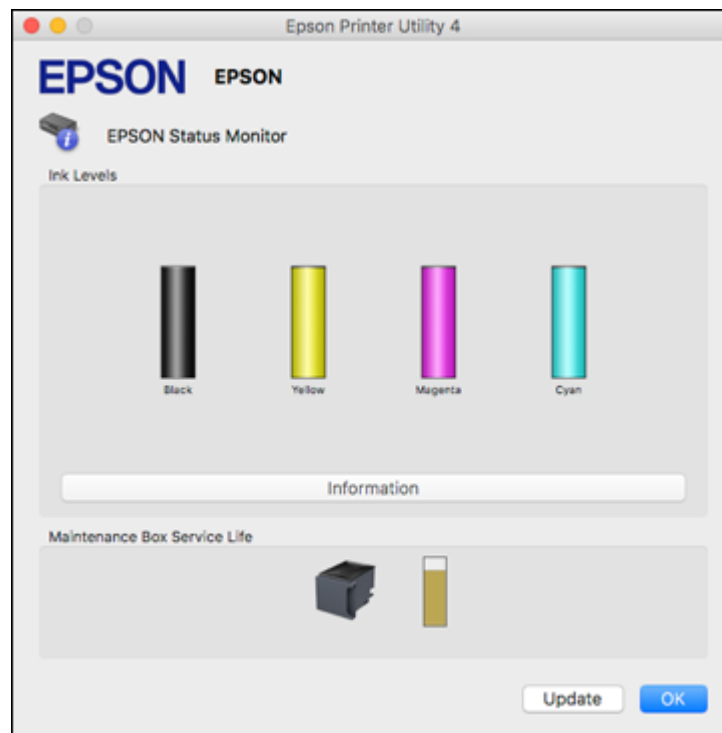 Epson Printer Utility 4
EPSON EPSON
EPSON Status Monitor
Ink Levels
Black Yellow Magenta Cyan
Information
Maintenance Box Service Life
Update OK